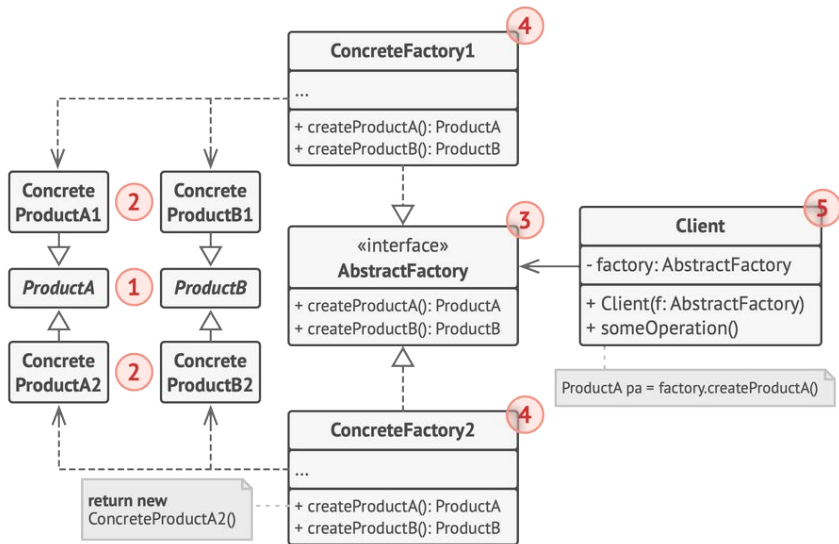 ConcreteFactory1
4
...
+ createProductA(): ProductA
+ createProductB(): ProductB
Concrete
ProductA1
2
Concrete
ProductB1
ProductA
1
ProductB
Concrete
ProductA2
2
Concrete
ProductB2
«interface»
AbstractFactory
3
+ createProductA(): ProductA
+ createProductB(): ProductB
Client
5
- factory: AbstractFactory
+ Client(f: AbstractFactory)
+ someOperation()
ProductA pa = factory.createProductA()
ConcreteFactory2
4
...
+ createProductA(): ProductA
+ createProductB(): ProductB
return new
ConcreteProductA2()